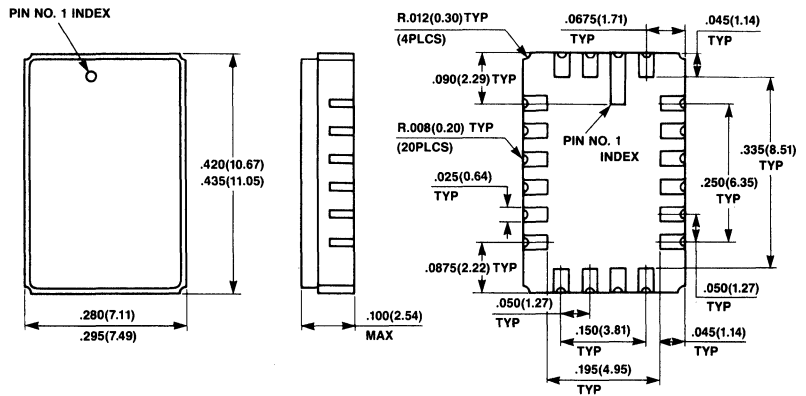 PIN NO. 1 INDEX
.420(10.67)
.435(11.05)
.280(7.11)
.295(7.49)
.100(2.54)
MAX
R.012(0.30) TYP
(4PLCS)
.0675(1.71)
TYP
.045(1.14)
TYP
.090(2.29) TYP
R.008(0.20) TYP
(20PLCS)
PIN NO. 1
INDEX
.025(0.64)
TYP
.335(8.51)
TYP
.250(6.35)
TYP
.0875(2.22) TYP
.050(1.27)
TYP
.050(1.27)
TYP
.150(3.81)
TYP
.045(1.14)
TYP
.195(4.95)
TYP